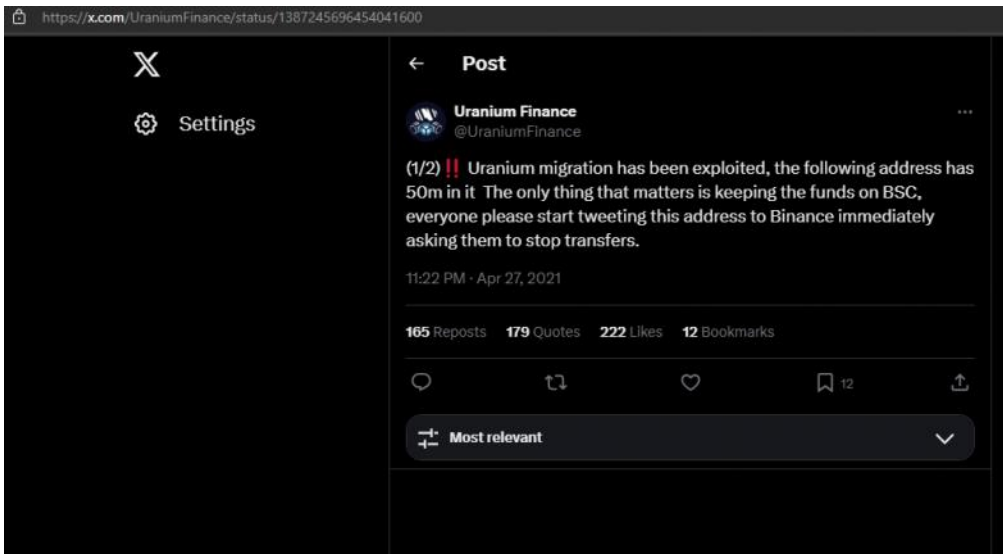 https://x.com/UraniumFinance/status/1387245696454041600
Post
Settings
Uranium Finance
@UraniumFinance
(1/2)‼️ Uranium migration has been exploited, the following address has
50m in it  The only thing that matters is keeping the funds on BSC,
everyone please start tweeting this address to Binance immediately
asking them to stop transfers.
11:22 PM · Apr 27, 2021
165 Reposts 179 Quotes 222 Likes 12 Bookmarks
12
Most relevant